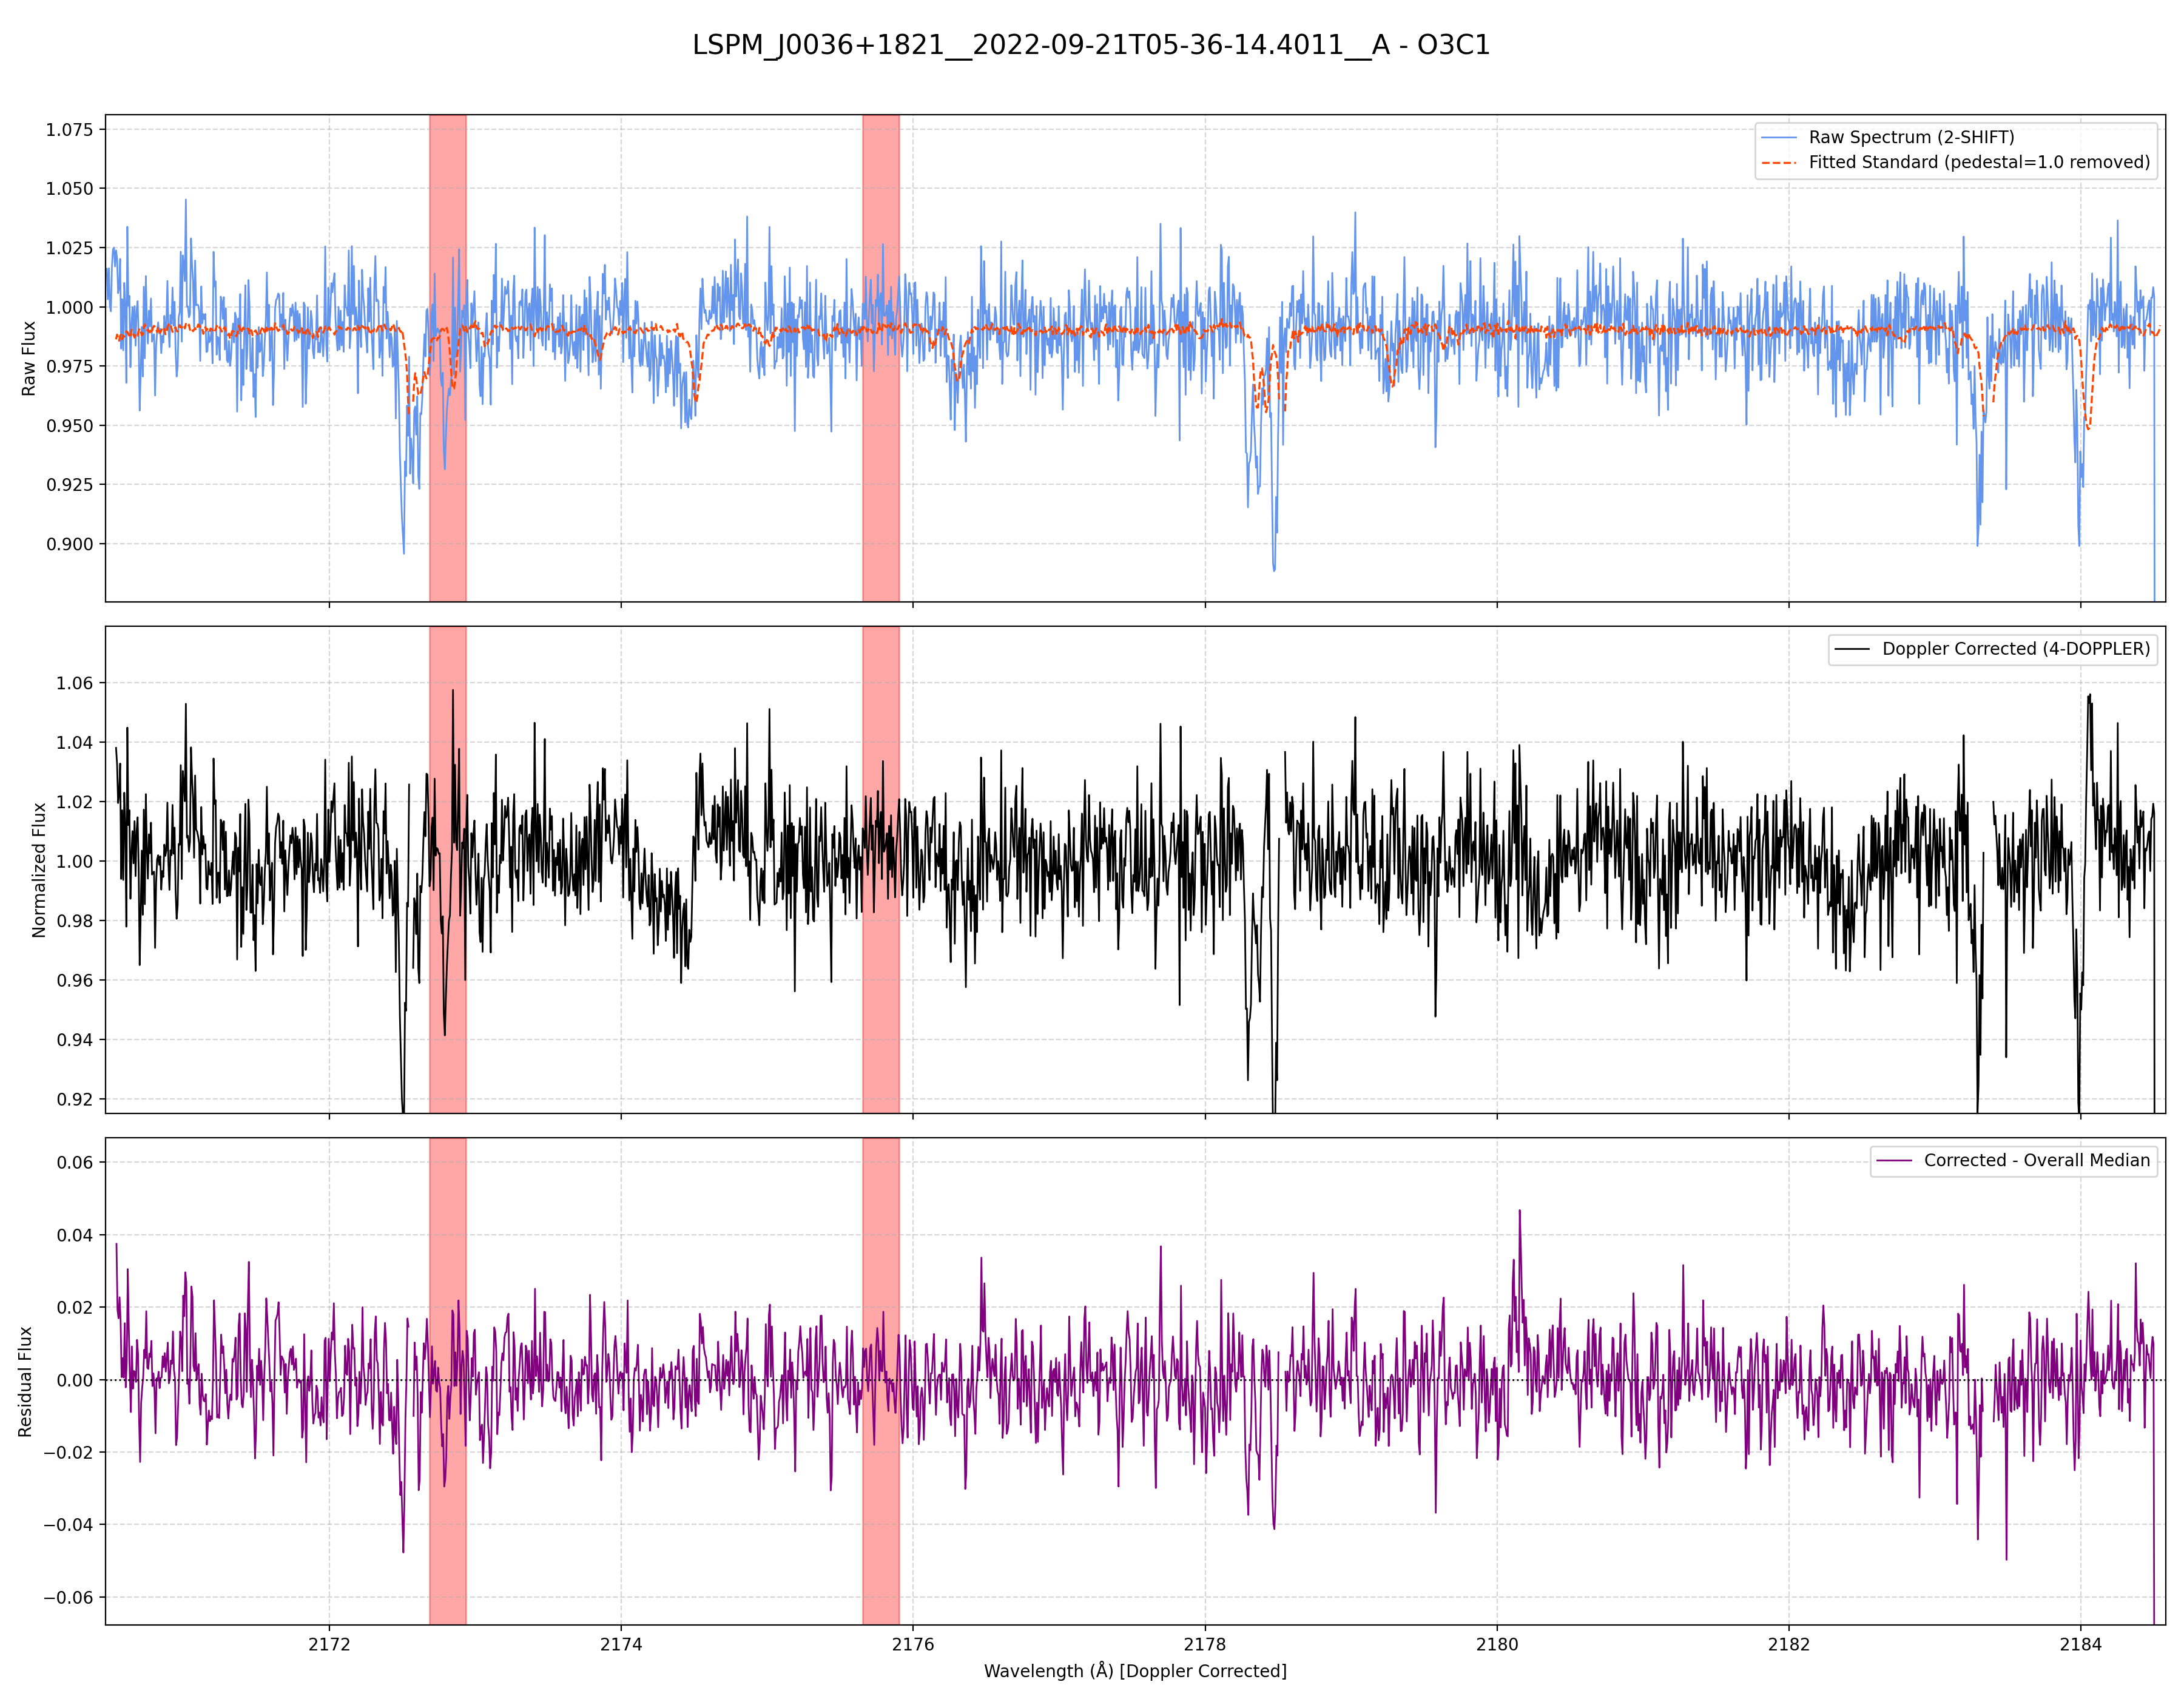 LSPM_J0036+1821__2022-09-21T05-36-14.4011__A - O3C1
Raw Spectrum (2-SHIFT)
Fitted Standard (pedestal=1.0 removed)
1.075
1.050
1.025
1.000
0.975
0.950
0.925
0.900
Raw Flux
Doppler Corrected (4-DOPPLER)
1.06
1.04
1.02
1.00
0.98
0.96
0.94
0.92
Normalized Flux
Corrected - Overall Median
0.06
0.04
0.02
0.00
−0.02
−0.04
−0.06
Residual Flux
2172 2174 2176 2178 2180 2182 2184
Wavelength (Å) [Doppler Corrected]